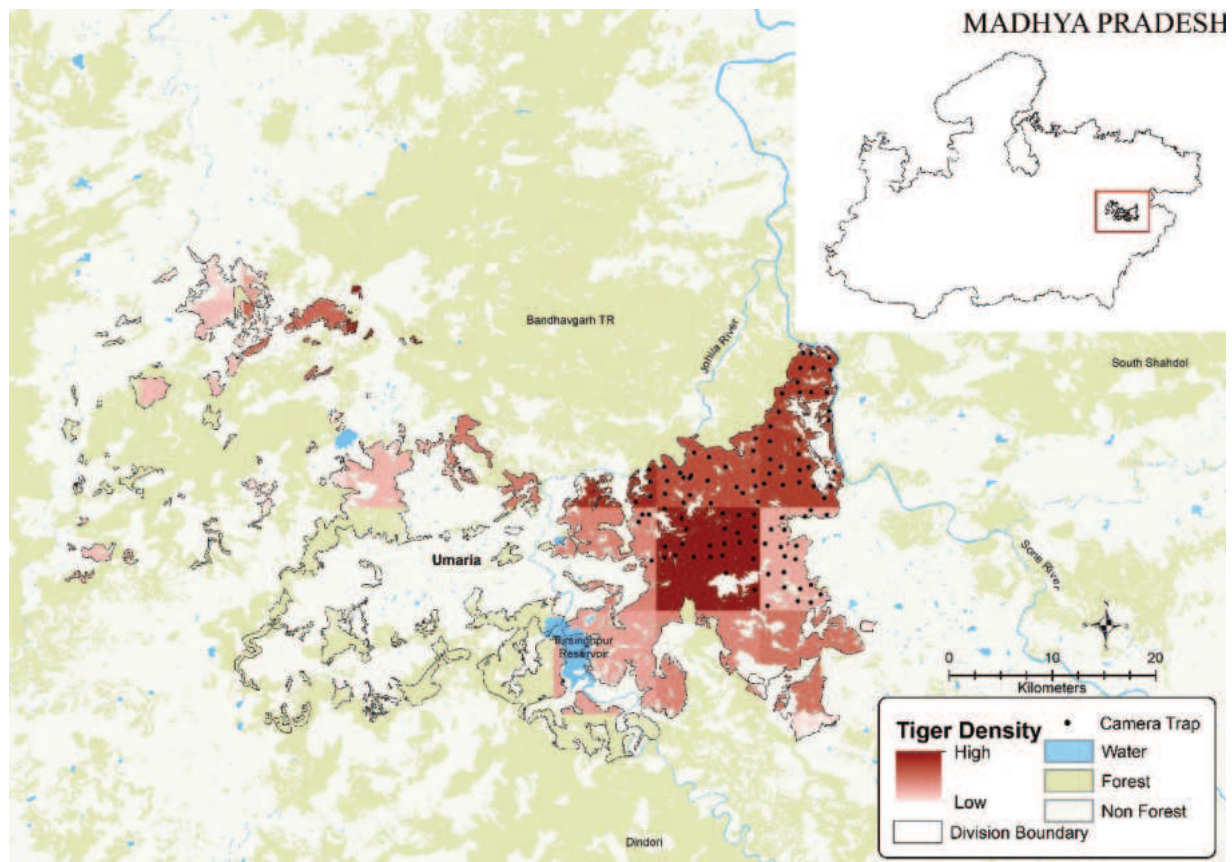 MADHYA PRADESH
Bandhavgarh TR
Johila River
South Shahdol
Umaria
Sone River
Birsinghpur
Reservoir
0 10 20
Kilometers
Tiger Density
High
Low
Division Boundary
Camera Trap
Water
Forest
Non Forest
Dindori